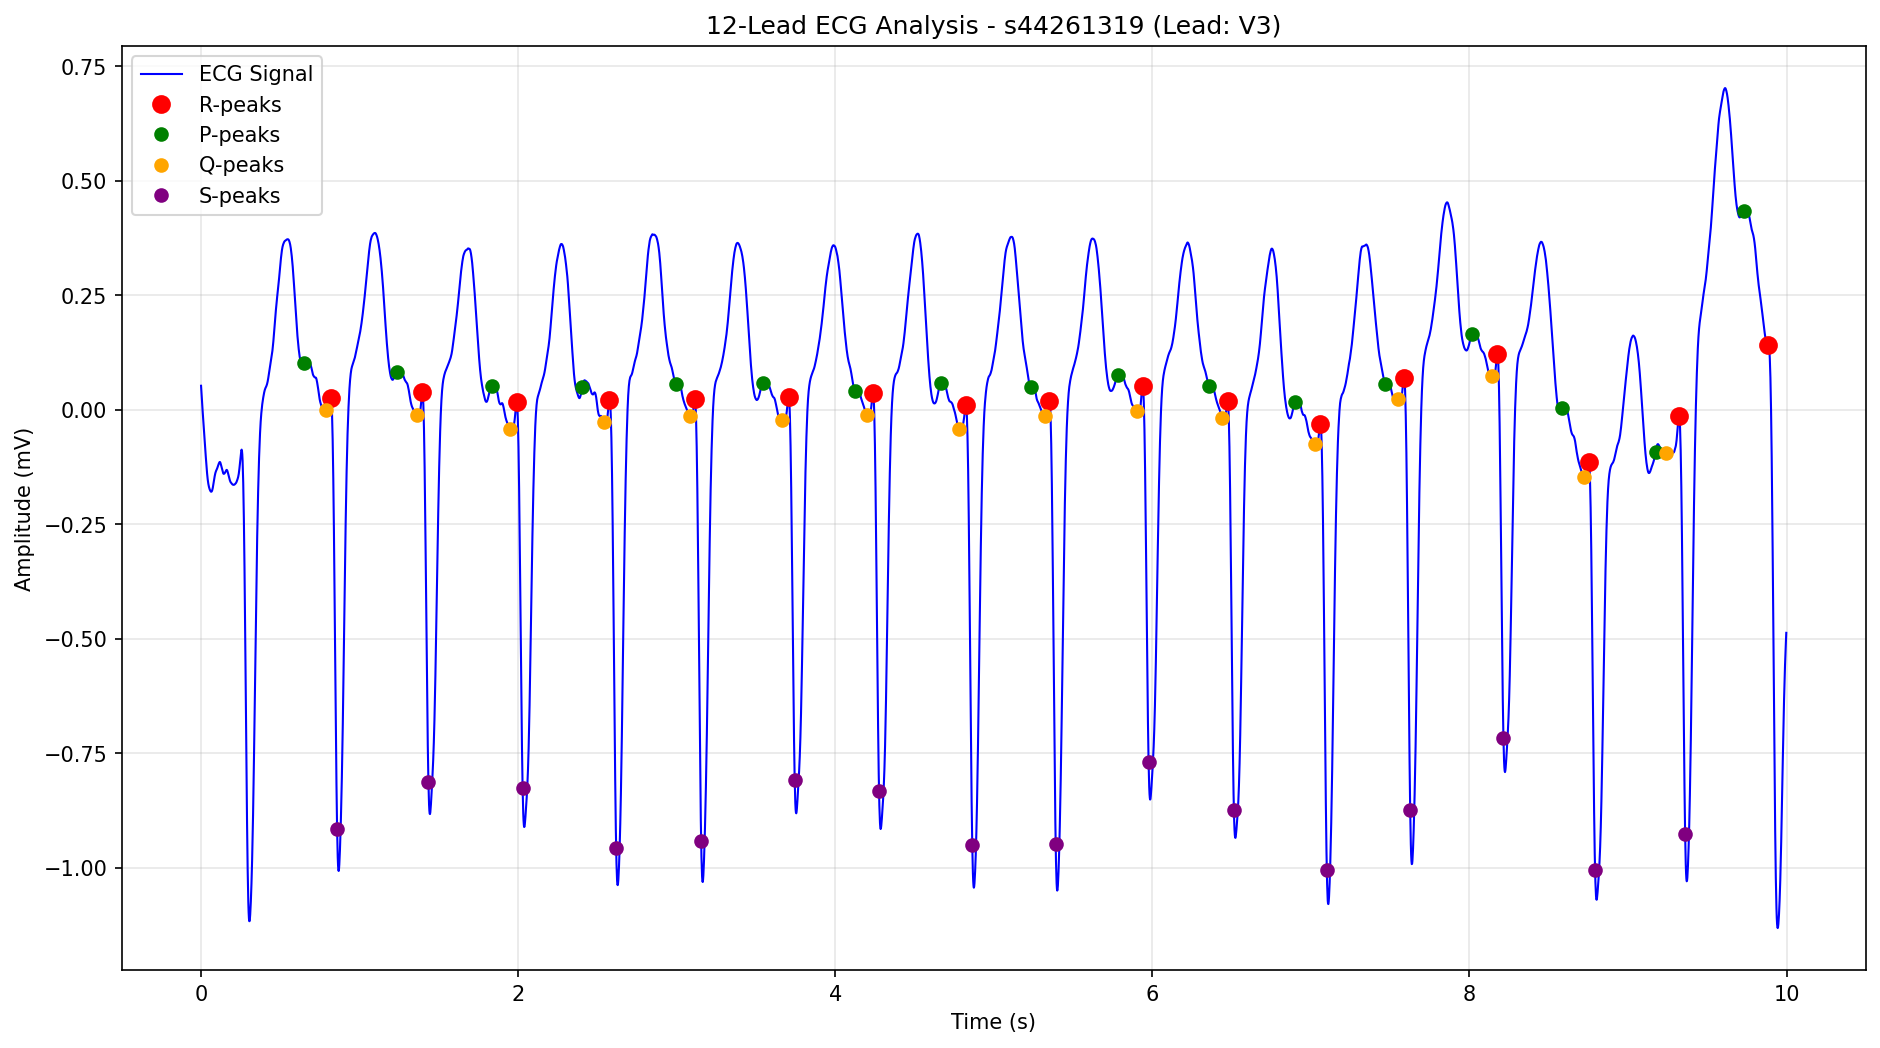 12-Lead ECG Analysis - s44261319 (Lead: V3)
ECG Signal
R-peaks
P-peaks
Q-peaks
S-peaks
0.75
0.50
0.25
0.00
−0.25
−0.50
−0.75
−1.00
Amplitude (mV)
0 2 4 6 8 10
Time (s)